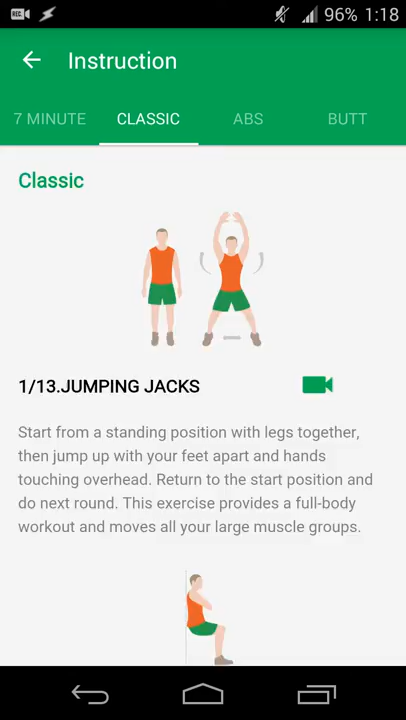 REC 96% 1:18
Instruction
7 MINUTE CLASSIC ABS BUTT
Classic
1/13.JUMPING JACKS
Start from a standing position with legs together,
then jump up with your feet apart and hands
touching overhead. Return to the start position and
do next round. This exercise provides a full-body
workout and moves all your large muscle groups.